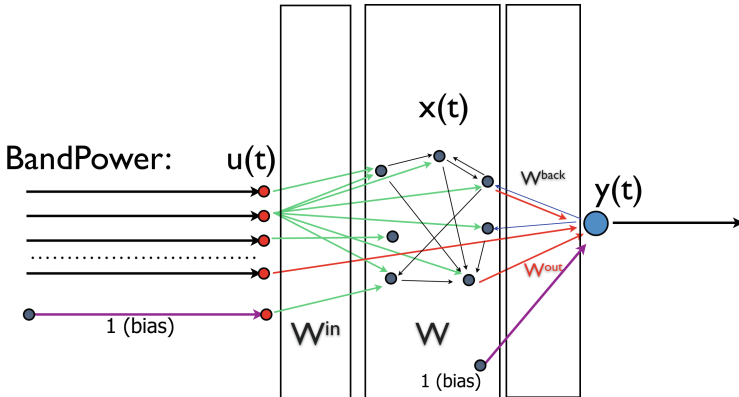 x(t)
BandPower: u(t)
W^back
y(t)
W^out
1 (bias)
W^in
W
1 (bias)